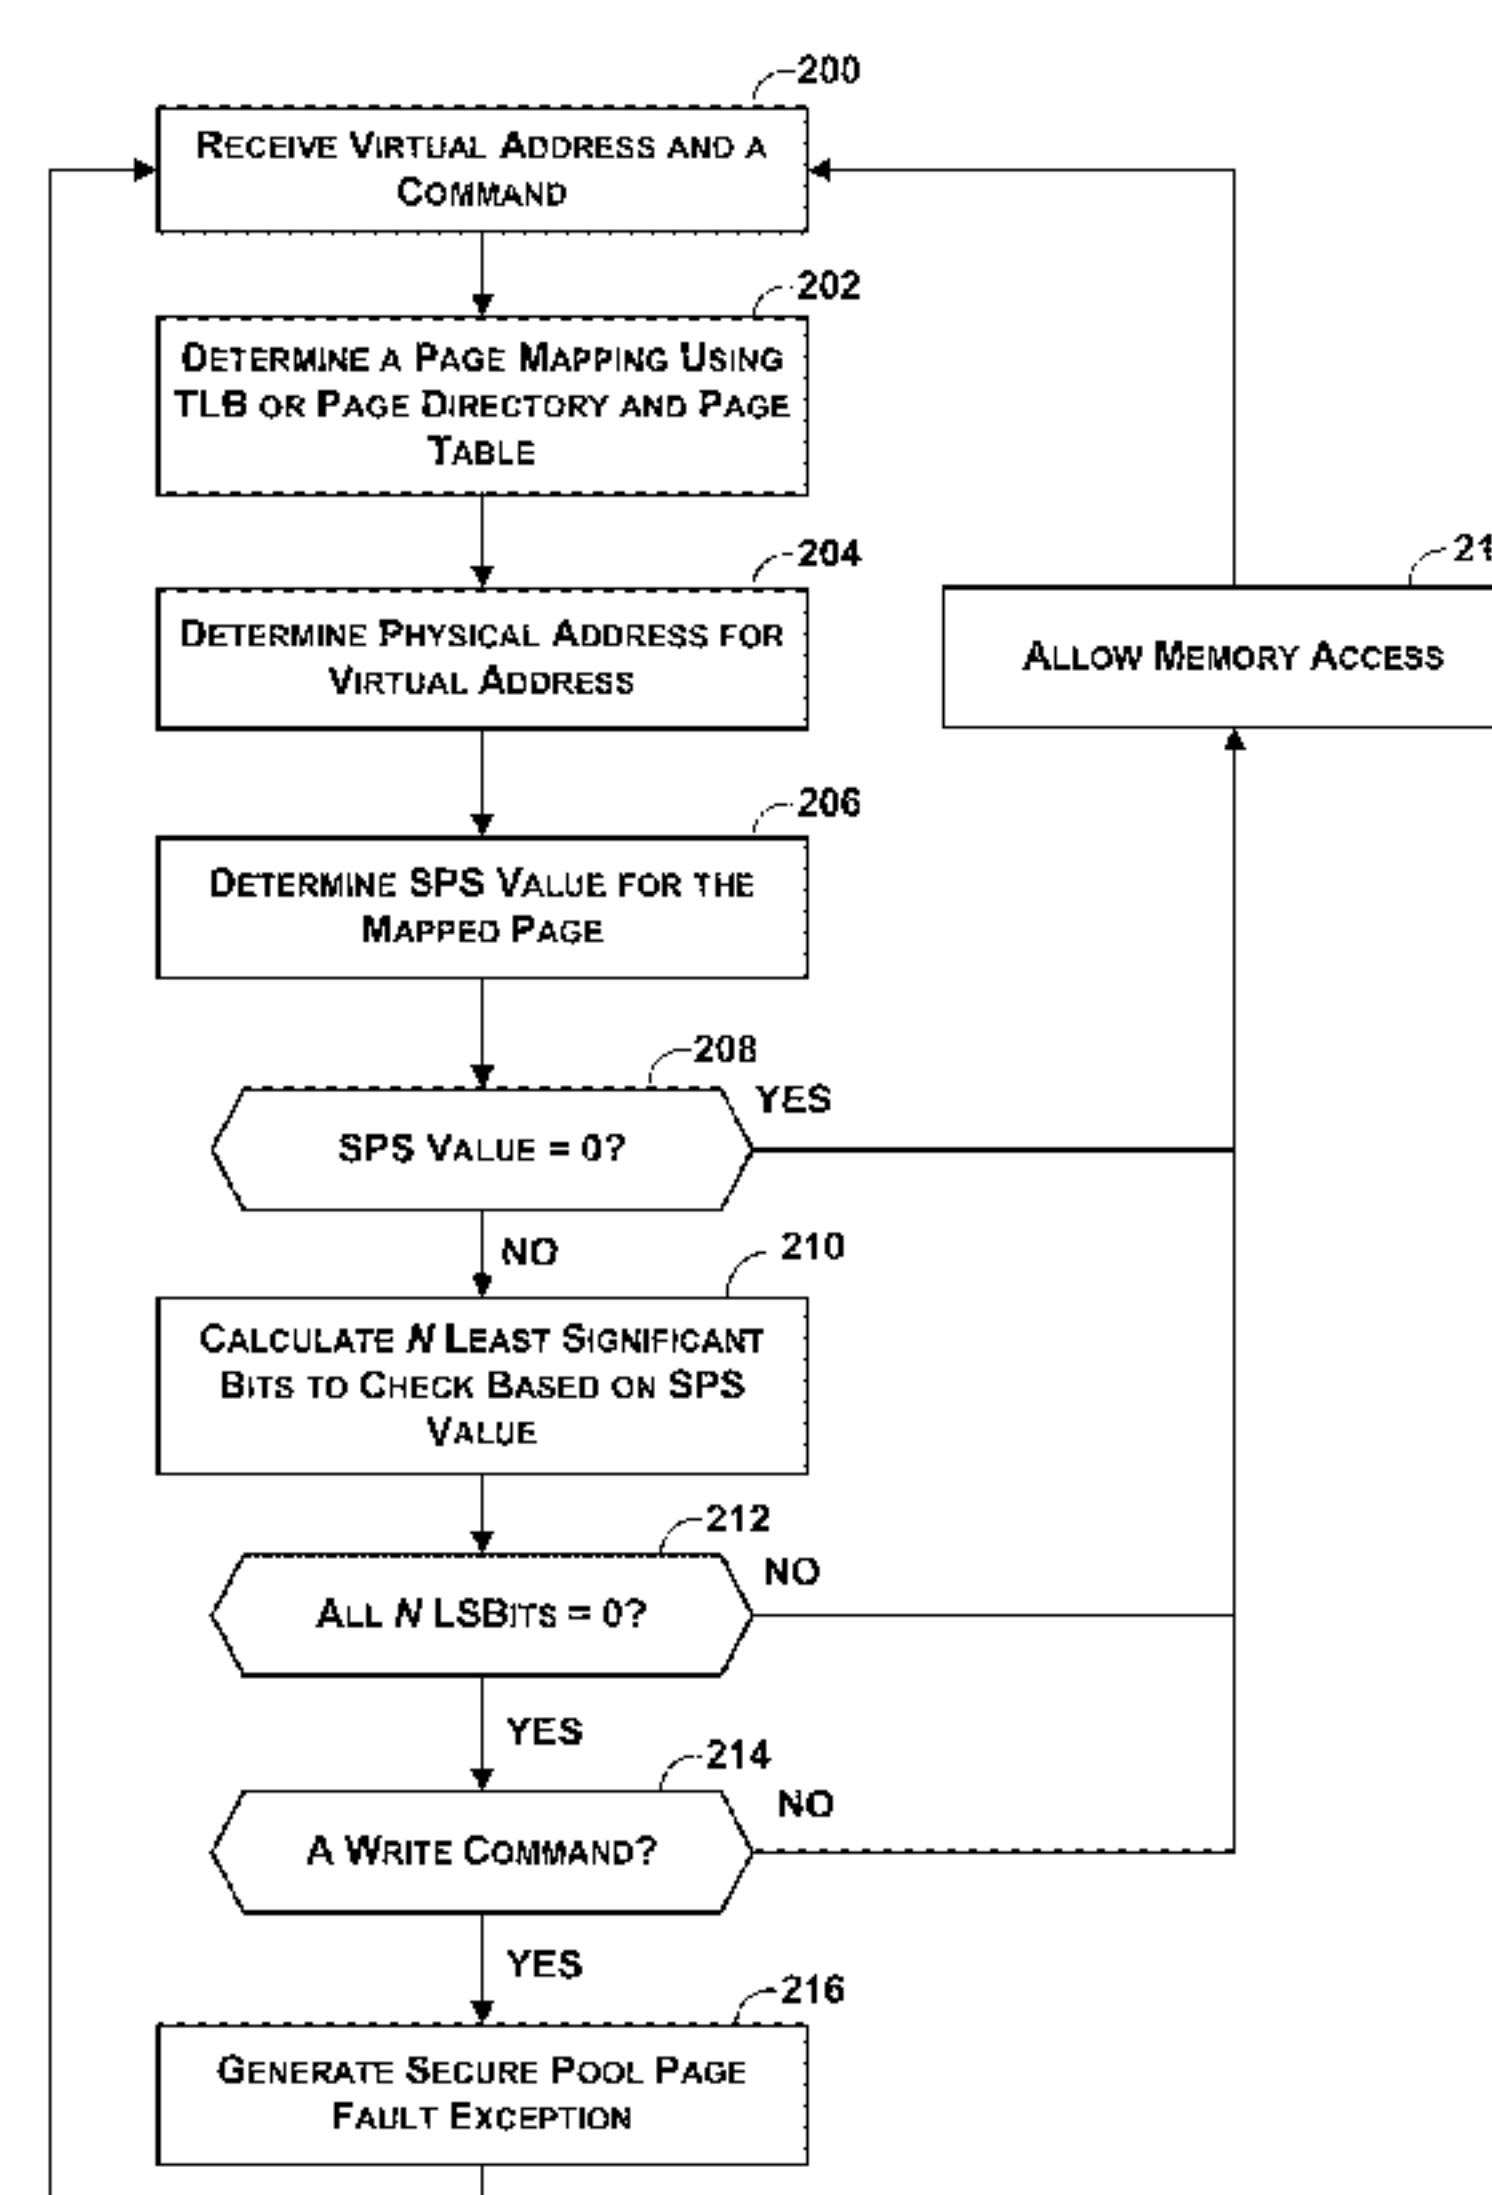 200
RECEIVE VIRTUAL ADDRESS AND A
COMMAND
202
DETERMINE A PAGE MAPPING USING
TLB OR PAGE DIRECTORY AND PAGE
TABLE
204
DETERMINE PHYSICAL ADDRESS FOR
VIRTUAL ADDRESS
ALLOW MEMORY ACCESS
206
DETERMINE SPS VALUE FOR THE
MAPPED PAGE
208
YES
SPS VALUE = 0?
NO
210
CALCULATE N LEAST SIGNIFICANT
BITS TO CHECK BASED ON SPS
VALUE
212
NO
ALL N LSBITS = 0?
YES
214
NO
A WRITE COMMAND?
YES
216
GENERATE SECURE POOL PAGE
FAULT EXCEPTION